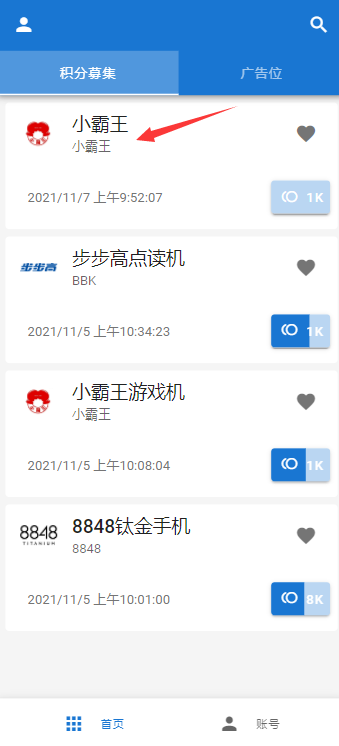 积分募集
广告位
小霸王
小霸王
2021/11/7 上午9:52:07
1K
步步高
步步高点读机
BBK
2021/11/5 上午10:34:23
1K
小霸王游戏机
小霸王
2021/11/5 上午10:08:04
1K
8848
TITANIUM
8848钛金手机
8848
2021/11/5 上午10:01:00
8K
首页
账号